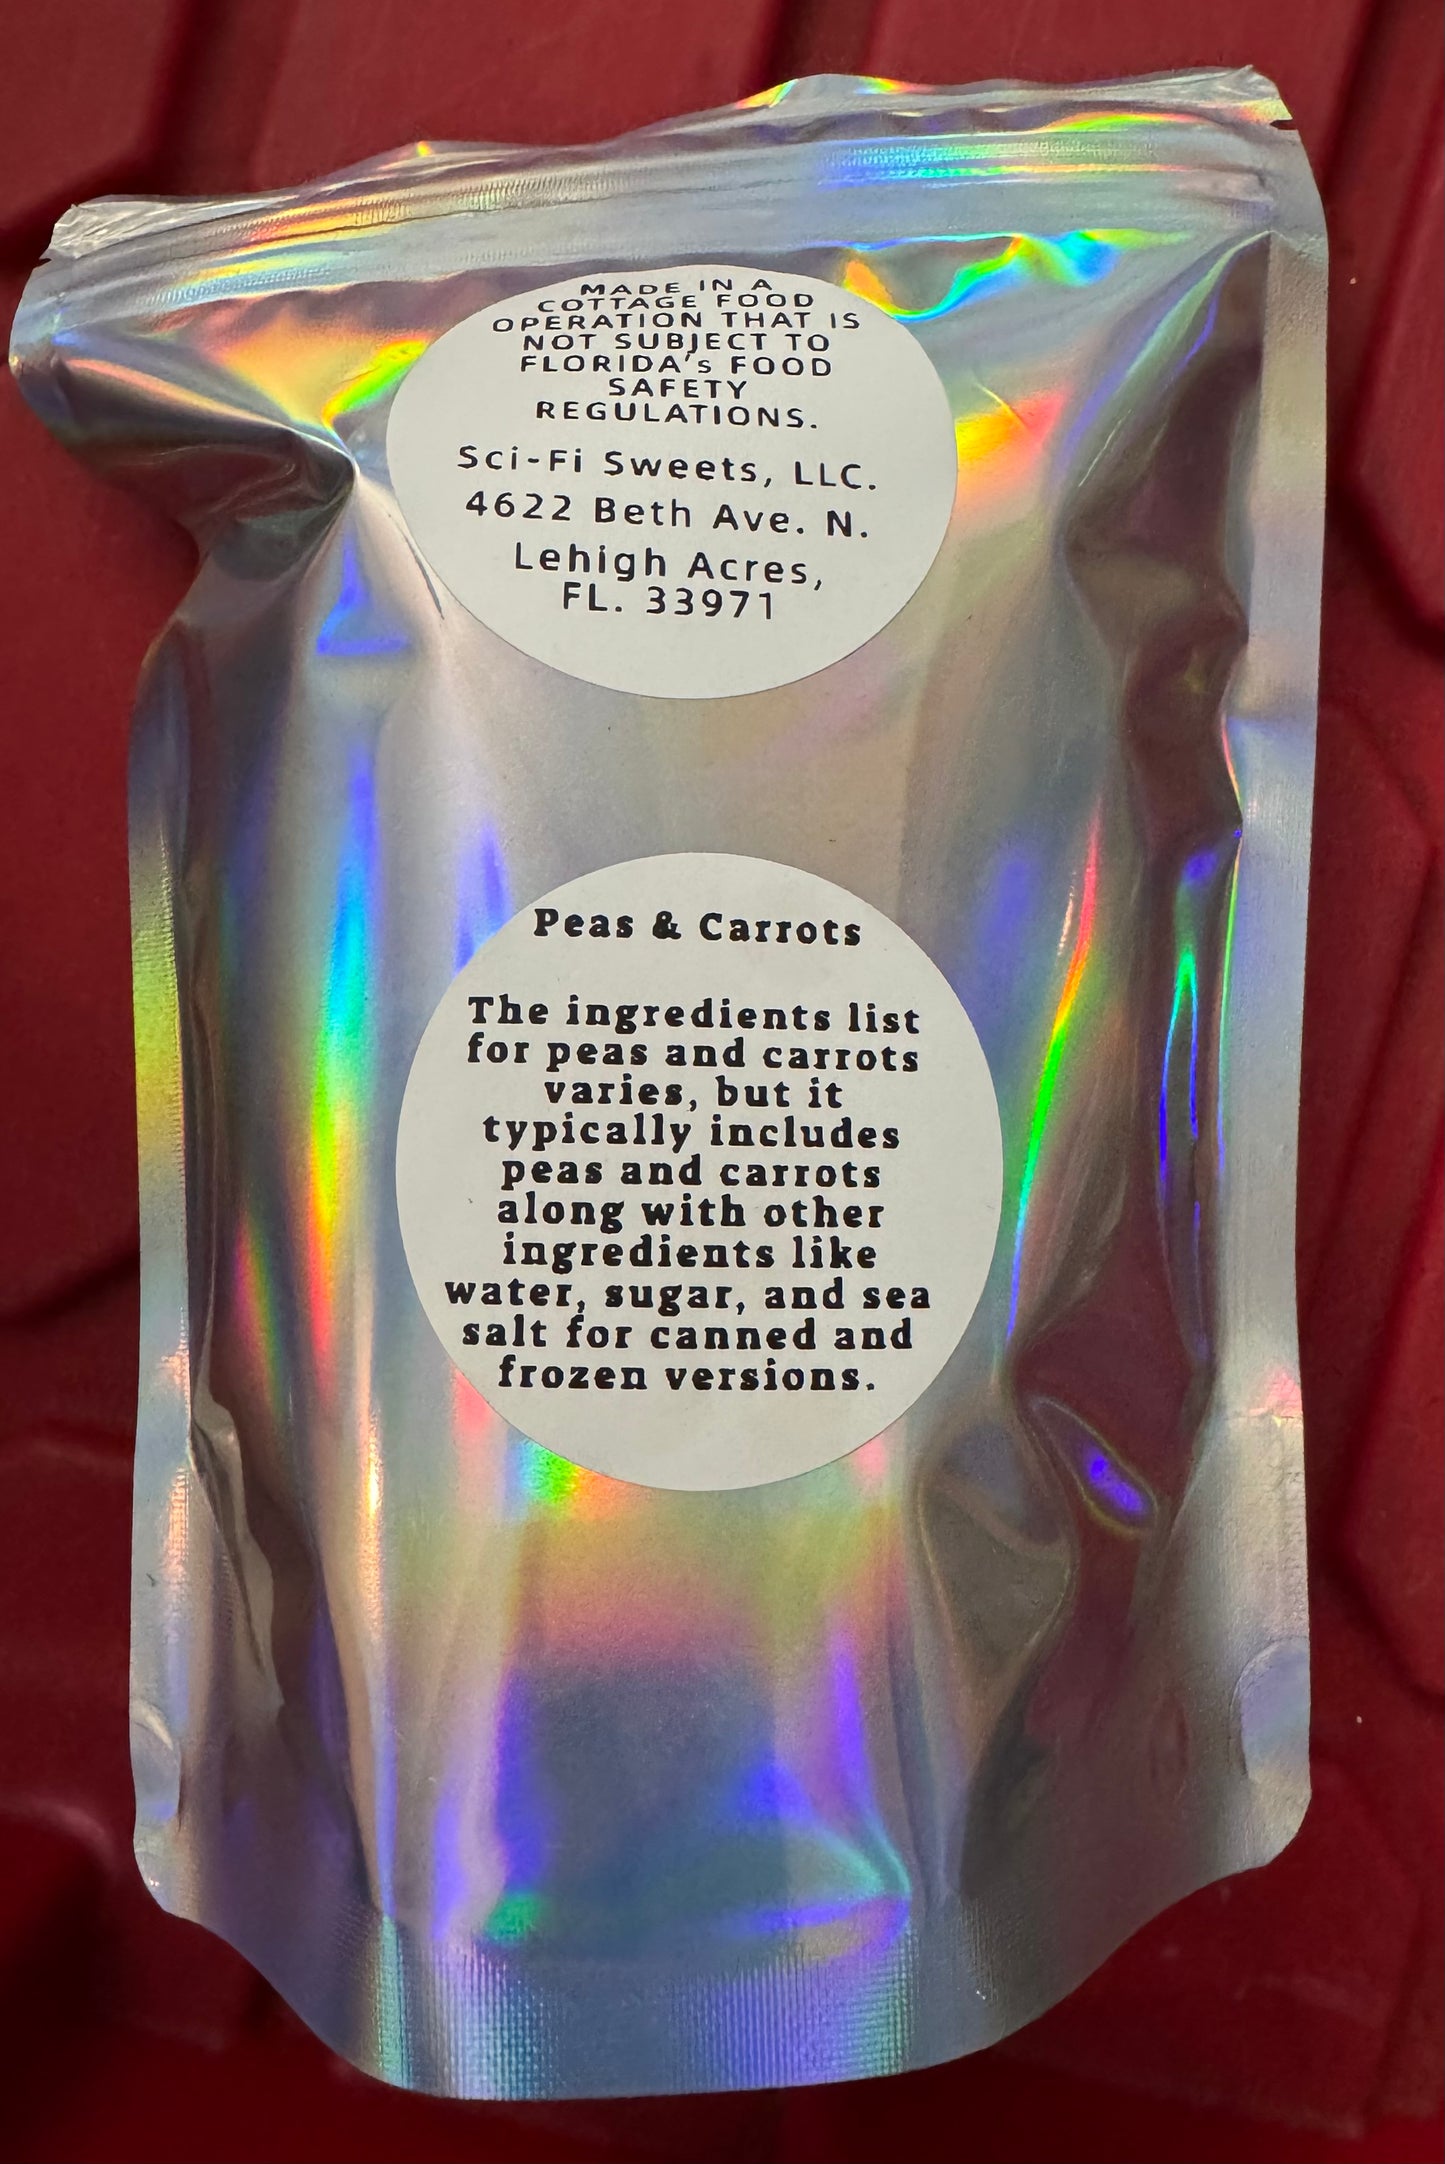 MADE IN A
COTTAGE FOOD
OPERATION THAT IS
NOT SUBJECT TO
FLORIDA's FOOD
SAFETY
REGULATIONS.
Sci-Fi Sweets, LLC.
4622 Beth Ave. N.
Lehigh Acres,
FL. 33971
Peas & Carrots
The ingredients list
for peas and carrots
varies, but it
typically includes
peas and carrots
along with other
ingredients like
water, sugar, and sea
salt for canned and
frozen versions.